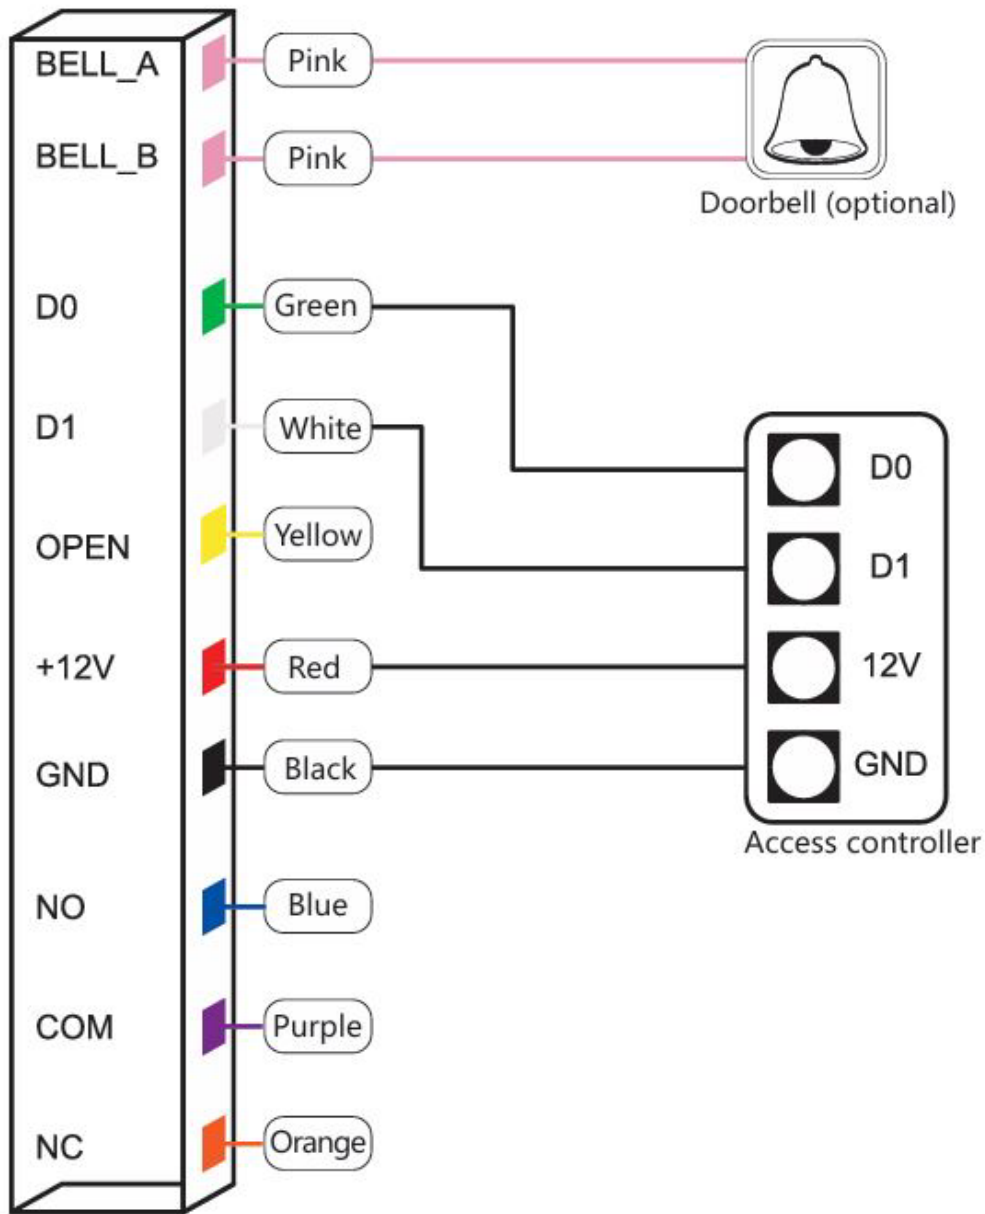 BELL_A Pink
BELL_B Pink
Doorbell (optional)
D0 Green
D1 White
OPEN Yellow
+12V Red
GND Black
NO Blue
COM Purple
NC Orange
D0
D1
12V
GND
Access controller